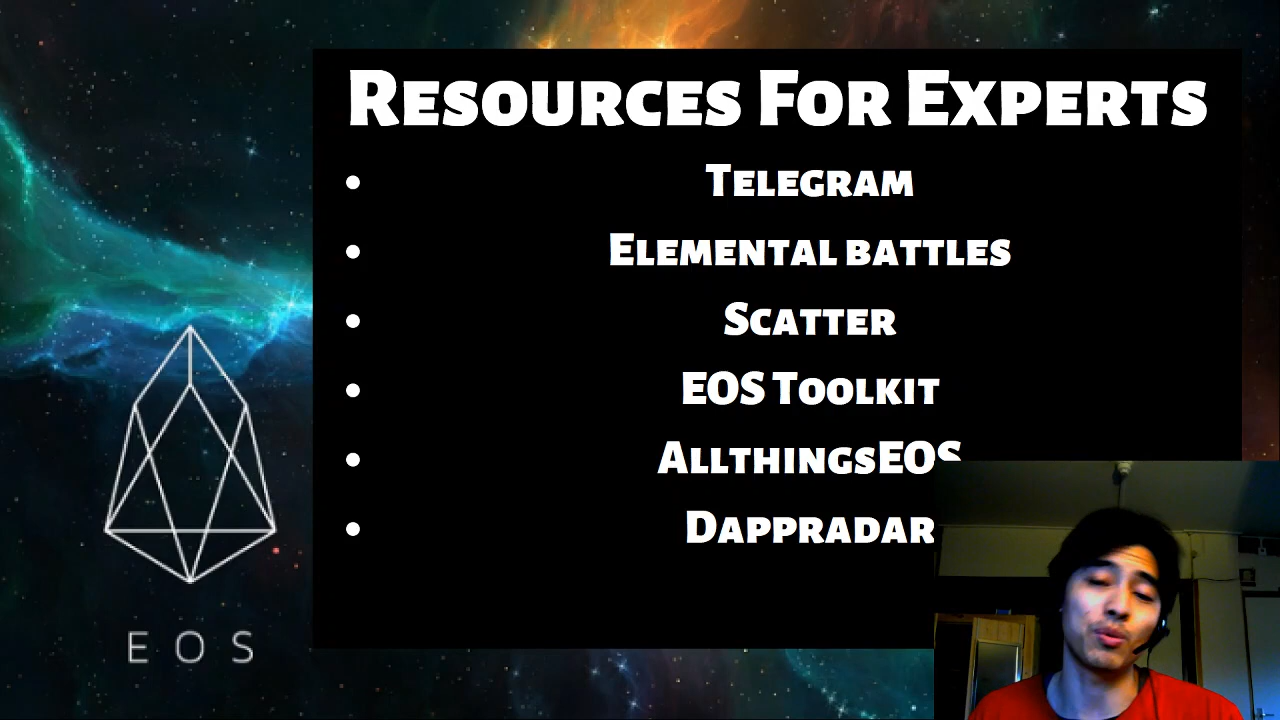 Resources For Experts
• Telegram
• Elemental battles
• Scatter
• EOS Toolkit
• AllthingsEOS
• Dappradar
EOS